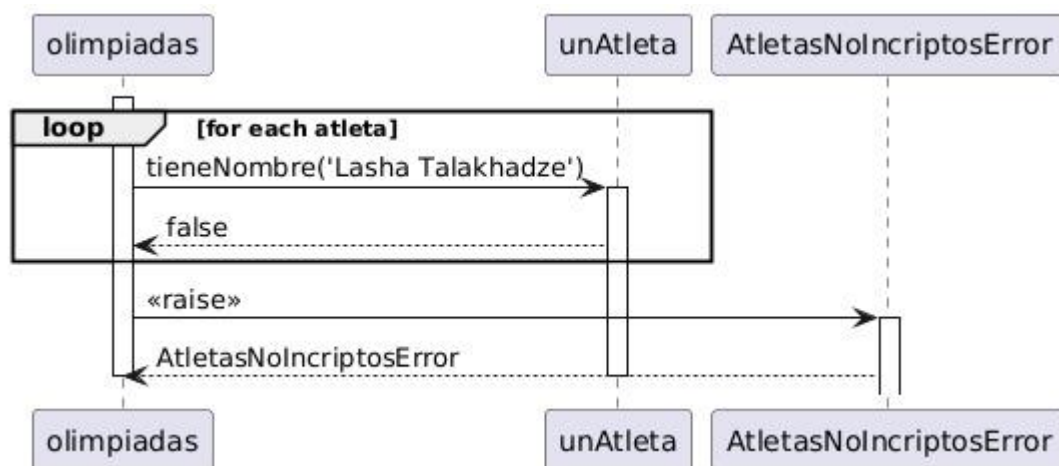 olimpiadas
unAtleta
AtletasNoIncriptosError
loop
[for each atleta]
tieneNombre('Lasha Talakhadze')
false
«raise»
AtletasNoIncriptosError
olimpiadas
unAtleta
AtletasNoIncriptosError